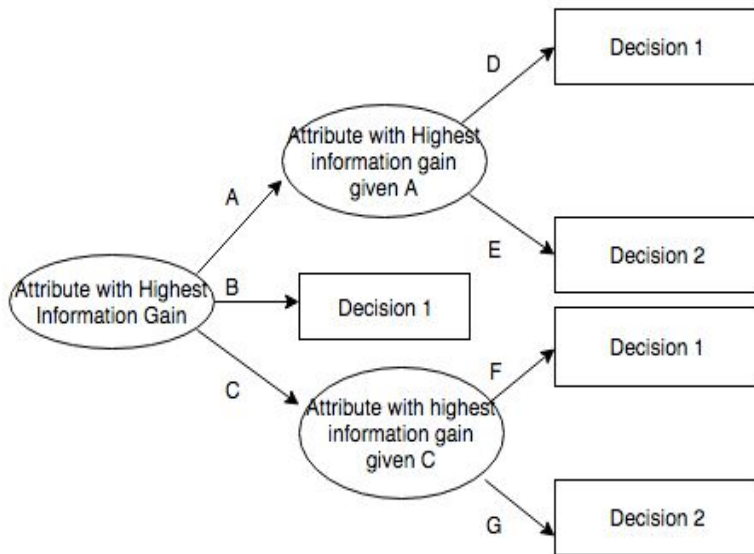 D
Decision 1
Attribute with Highest
information gain
given A
A
E
Decision 2
Attribute with Highest
Information Gain
B
Decision 1
C
F
Decision 1
Attribute with highest
information gain
given C
G
Decision 2